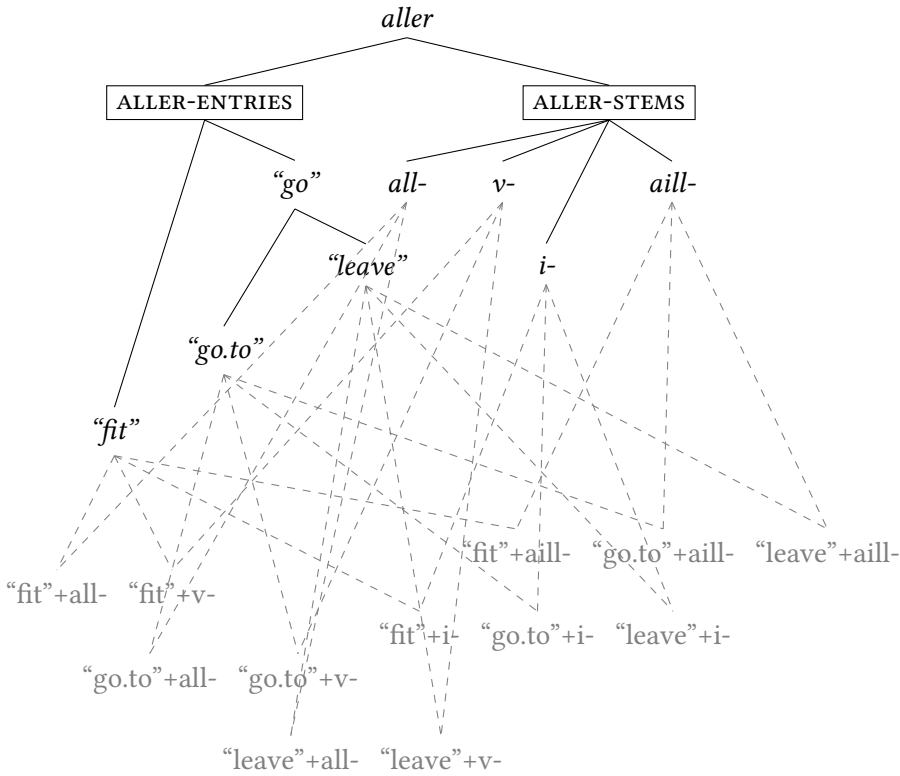 aller
ALLER-ENTRIES ALLER-STEMS
“go” all- v- aill-
“leave” i-
“go.to”
“fit”
“fit”+aill- “go.to”+aill- “leave”+aill-
“fit”+all- “fit”+v-
“fit”+i- “go.to”+i- “leave”+i-
“go.to”+all- “go.to”+v-
“leave”+all- “leave”+v-